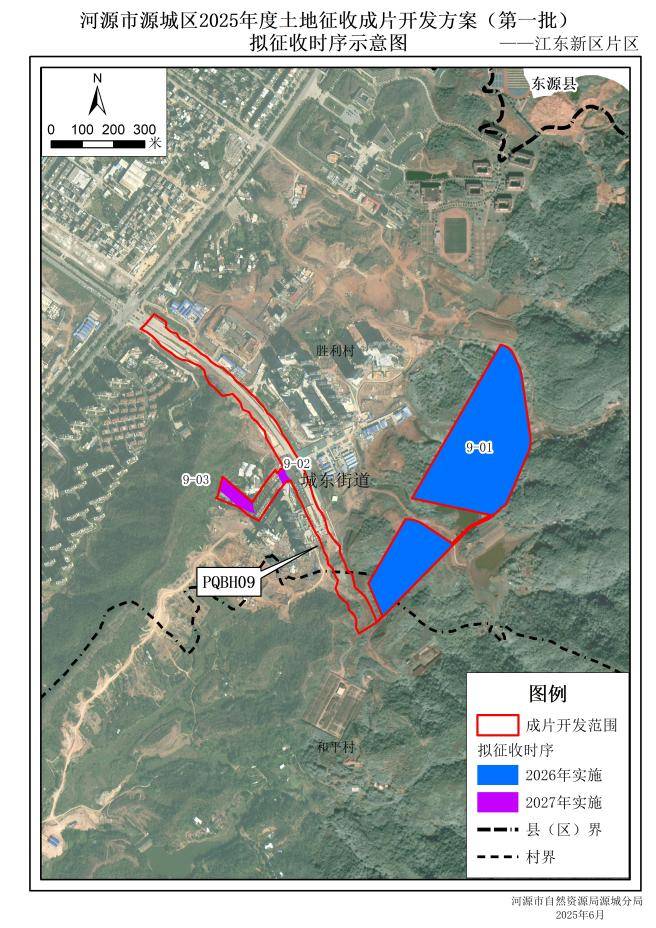 河源市源城区2025年度土地征收成片开发方案（第一批）
拟征收时序示意图
——江东新区片区
N
0 100 200 300
米
东源县
胜利村
9-01
9-02
9-03
城东街道
PQBH09
和平村
图例
成片开发范围
拟征收时序
2026年实施
2027年实施
县（区）界
村界
河源市自然资源局源城分局
2025年6月